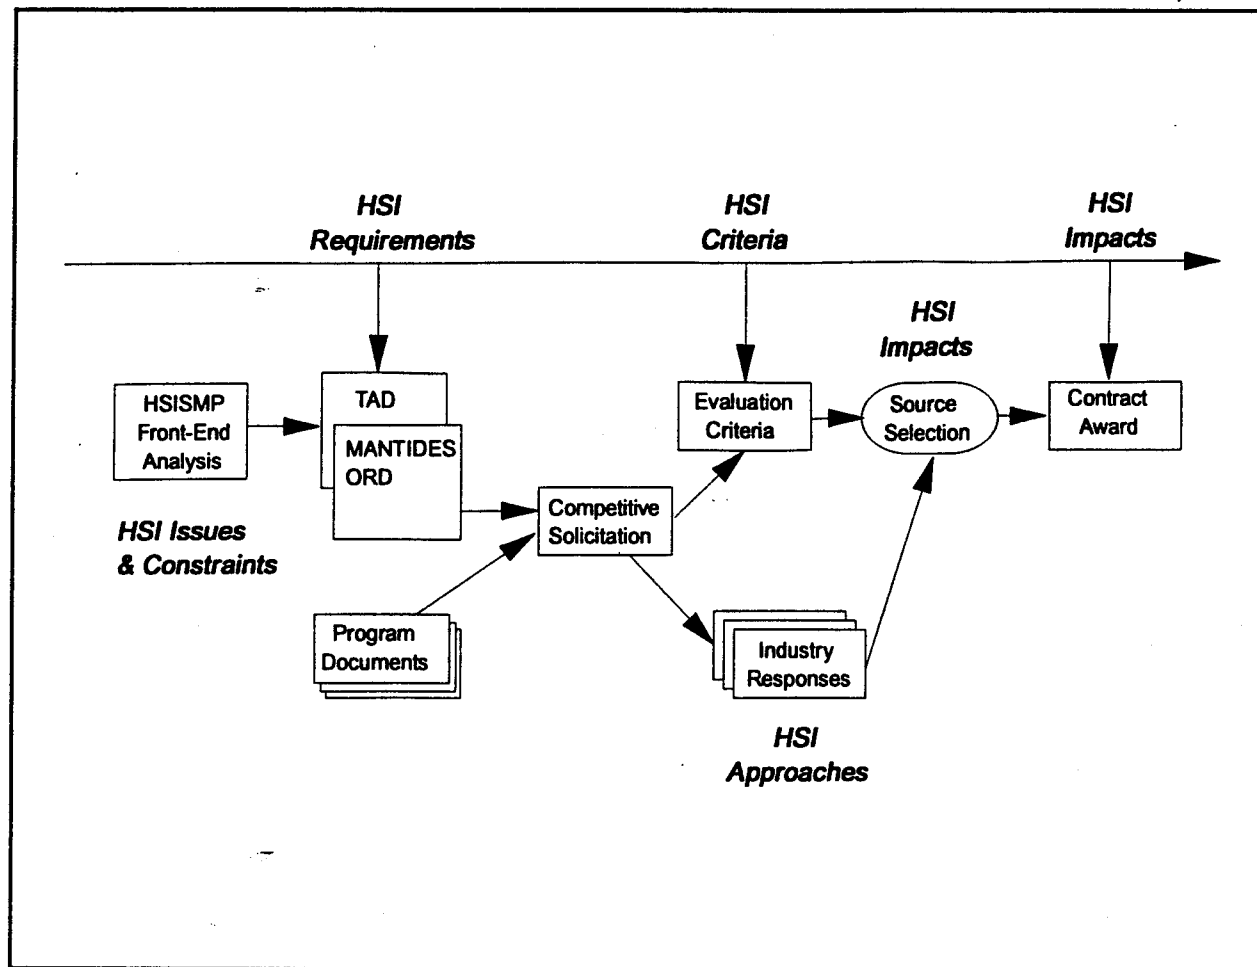 HSI
Requirements
HSI
Criteria
HSI
Impacts
HSI
Impacts
HSISMP
Front-End
Analysis
TAD
MANTIDES
ORD
Evaluation
Criteria
Source
Selection
Contract
Award
HSI Issues
& Constraints
Competitive
Solicitation
Program
Documents
Industry
Responses
HSI
Approaches